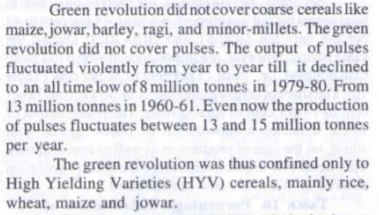 Green revolution did not cover coarse cereals like
maize, jowar, barley, ragi, and minor-millets. The green
revolution did not cover pulses. The output of pulses
fluctuated violently from year to year till it declined
to an all time low of 8 million tonnes in 1979-80. From
13 million tonnes in 1960-61. Even now the production
of pulses fluctuates between 13 and 15 million tonnes
per year.
The green revolution was thus confined only to
High Yielding Varieties (HYV) cereals, mainly rice,
wheat, maize and jowar.